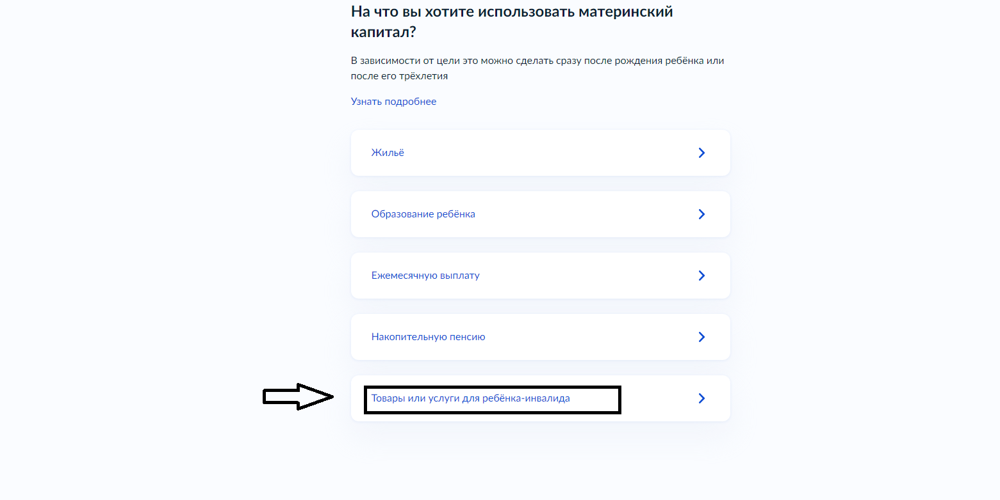 На что вы хотите использовать материнский
капитал?
В зависимости от цели это можно сделать сразу после рождения ребёнка или
после его трёхлетия
Узнать подробнее
Жильё
Образование ребёнка
Ежемесячную выплату
Накопительную пенсию
Товары или услуги для ребёнка-инвалида